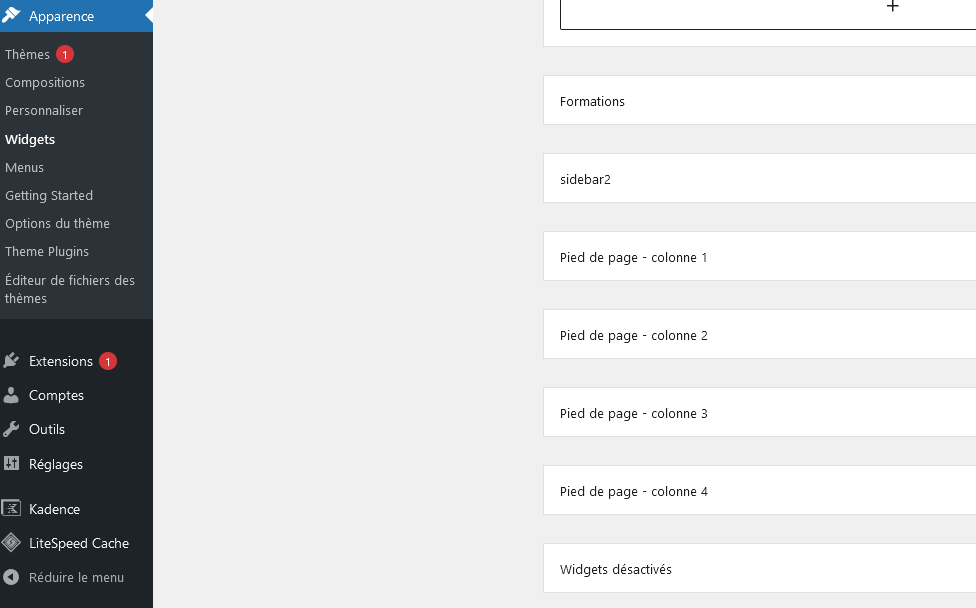 Apparence
Thèmes 1
Compositions
Personnaliser
Widgets
Menus
Getting Started
Options du thème
Theme Plugins
Éditeur de fichiers des
thèmes
Extensions 1
Comptes
Outils
Réglages
Kadence
LiteSpeed Cache
Réduire le menu
Formations
sidebar2
Pied de page - colonne 1
Pied de page - colonne 2
Pied de page - colonne 3
Pied de page - colonne 4
Widgets désactivés